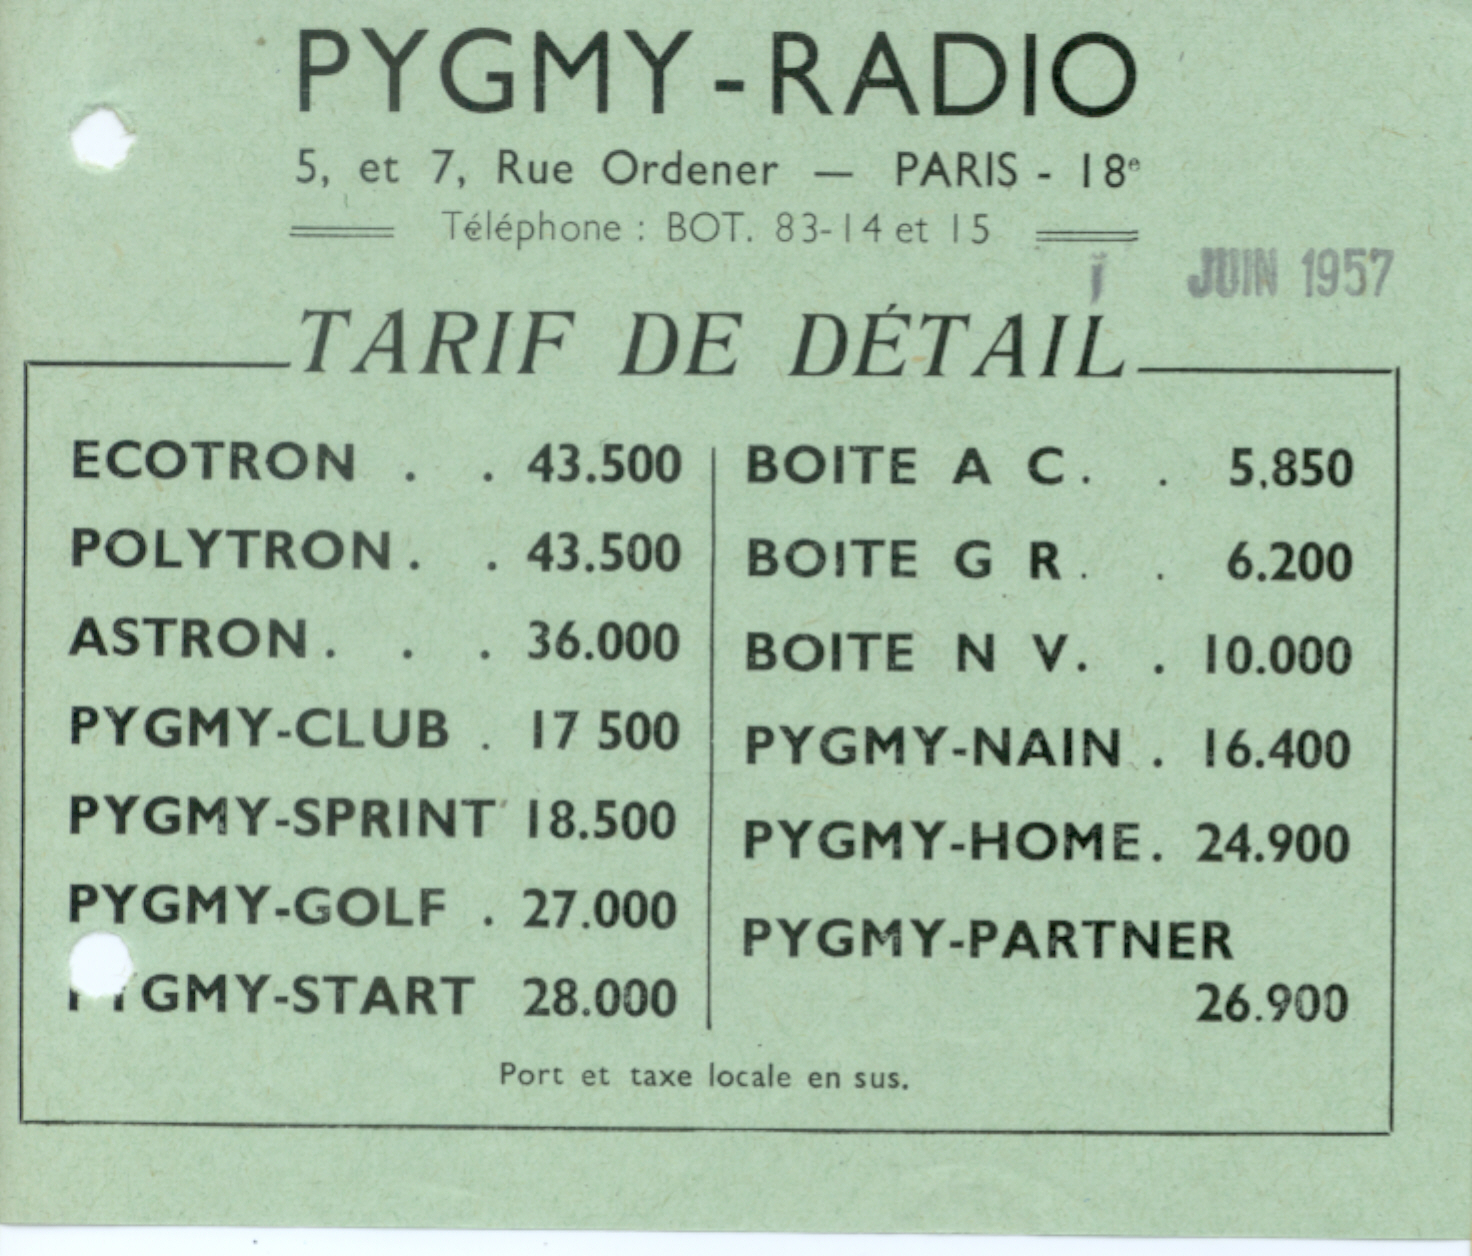 PYGMY-RADIO
5, et 7, Rue Ordener — PARIS - 18e
Téléphone : BOT. 83-14 et 15
JUIN 1957
TARIF DE DÉTAIL
ECOTRON . . 43.500
POLYTRON . . 43.500
ASTRON . . . 36.000
PYGMY-CLUB . 17 500
PYGMY-SPRINT 18.500
PYGMY-GOLF . 27.000
PYGMY-START 28.000
BOITE A C . . 5.850
BOITE G R . . 6.200
BOITE N V . . 10.000
PYGMY-NAIN . 16.400
PYGMY-HOME . 24.900
PYGMY-PARTNER
26.900
Port et taxe locale en sus.